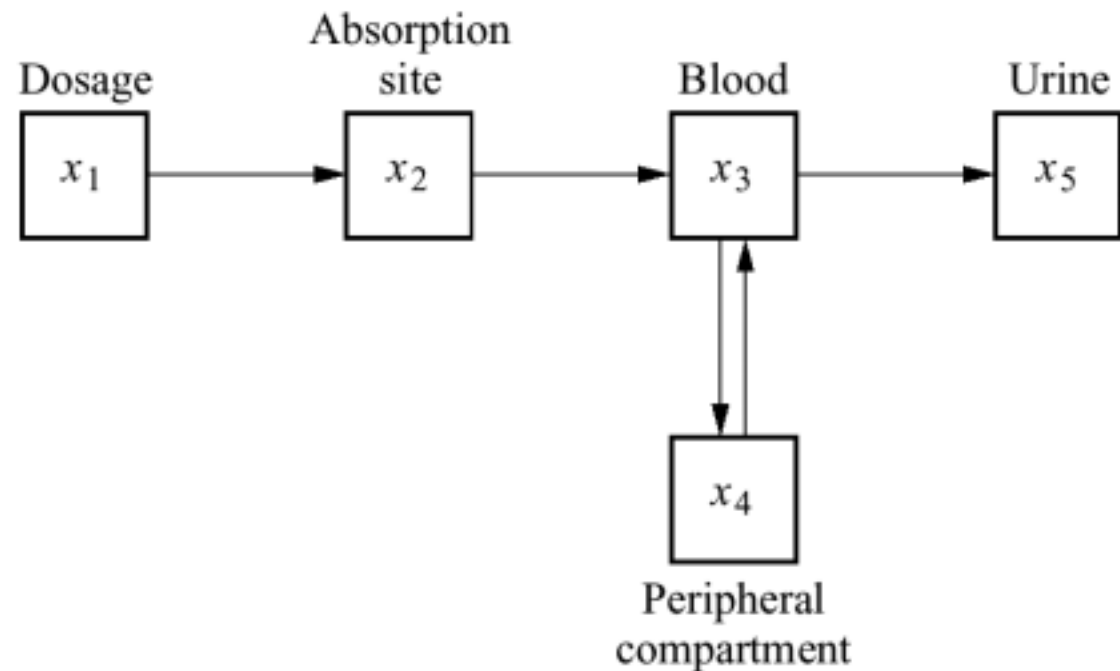 Absorption
Dosage site Blood Urine
x1 x2 x3 x5
x4
Peripheral
compartment